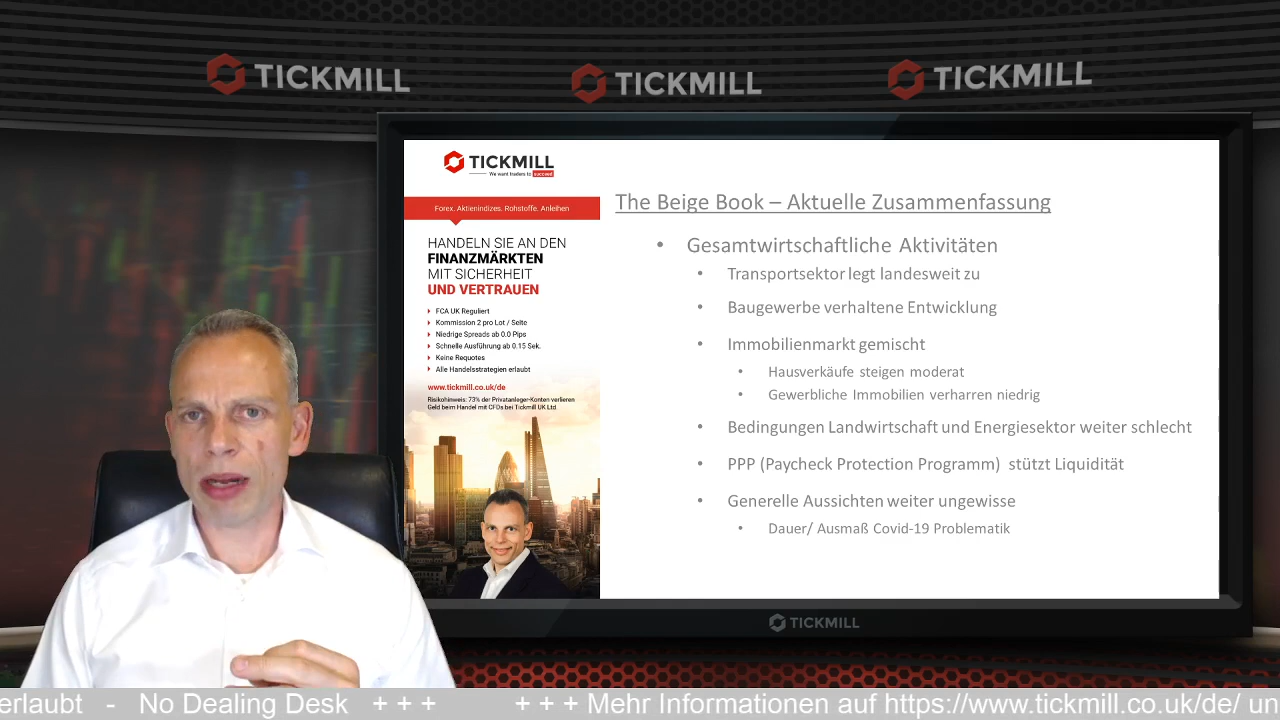 TICKMILL
TICKMILL
TICKMILL
TICKMILL
We want traders to succeed
Forex. Aktienindizes. Rohstoffe. Anleihen
HANDELN SIE AN DEN
FINANZMÄRKTEN
MIT SICHERHEIT
UND VERTRAUEN
FCA UK Reguliert
Kommission 2 pro Lot / Seite
Niedrige Spreads ab 0.0 Pips
Schnelle Ausführung ab 0.15 Sek.
Keine Requotes
Alle Handelsstrategien erlaubt
www.tickmill.co.uk/de
Risikohinweis: 73% der Privatanleger-Konten verlieren
Geld beim Handel mit CFDs bei Tickmill UK Ltd.
The Beige Book – Aktuelle Zusammenfassung
• Gesamtwirtschaftliche Aktivitäten
• Transportsektor legt landesweit zu
• Baugewerbe verhaltene Entwicklung
• Immobilienmarkt gemischt
• Hausverkäufe steigen moderat
• Gewerbliche Immobilien verharren niedrig
• Bedingungen Landwirtschaft und Energiesektor weiter schlecht
• PPP (Paycheck Protection Programm) stützt Liquidität
• Generelle Aussichten weiter ungewisse
• Dauer/ Ausmaß Covid-19 Problematik
TICKMILL
erlaubt - No Dealing Desk + + + + + + Mehr Informationen auf https://www.tickmill.co.uk/de/ un